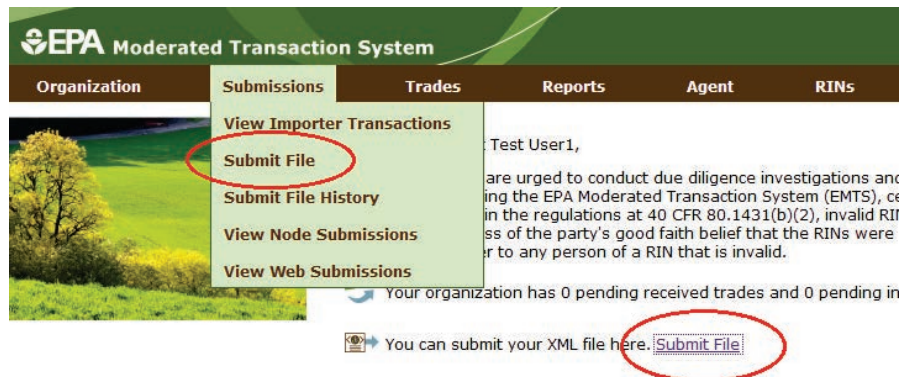 EPA Moderated Transaction System
Organization Submissions Trades Reports Agent RINs
View Importer Transactions
Submit File
Submit File History
View Node Submissions
View Web Submissions
Test User1,
are urged to conduct due diligence investigations and
ing the EPA Moderated Transaction System (EMTS), ce
in the regulations at 40 CFR 80.1431(b)(2), invalid RIN
ss of the party's good faith belief that the RINs were
er to any person of a RIN that is invalid.
Your organization has 0 pending received trades and 0 pending in
You can submit your XML file here. Submit File